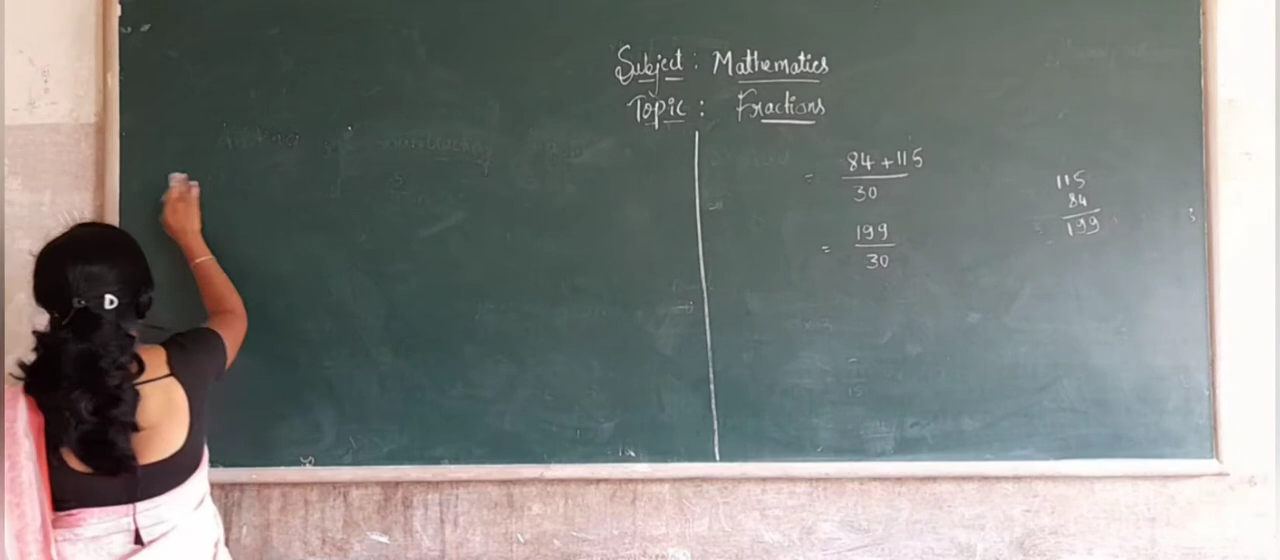 Subject : Mathematics
Topic : Fractions
= 84 + 115
30
= 199
30
115
84
199